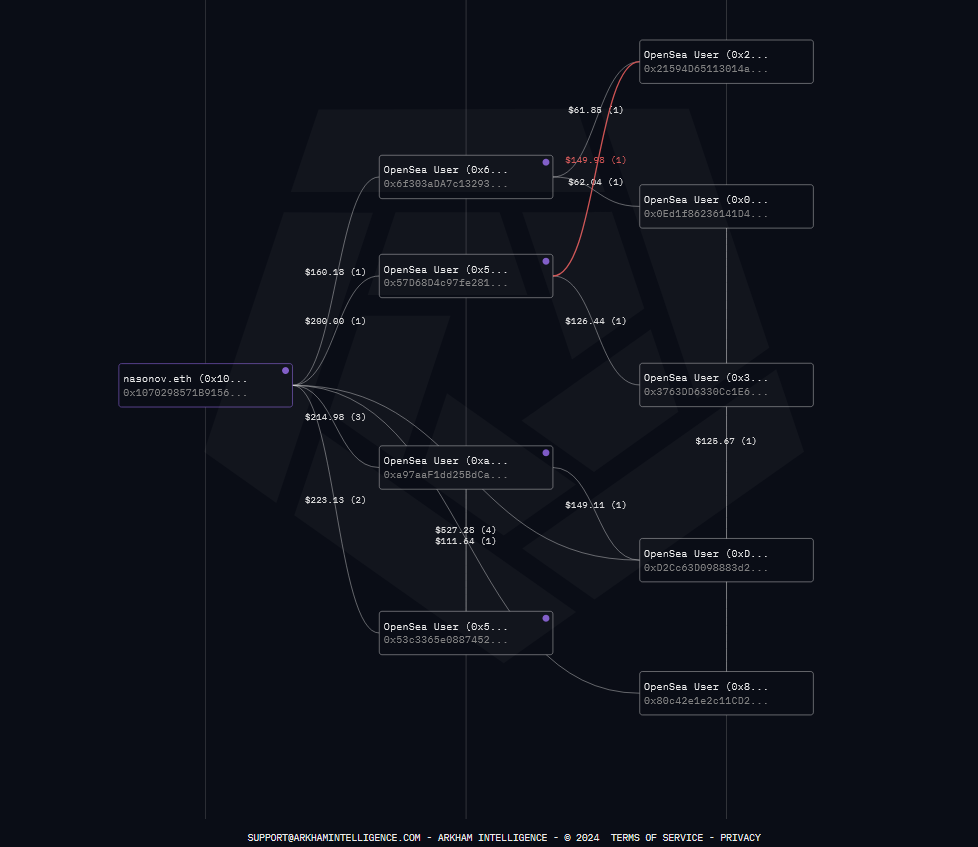 OpenSea User (0x2...
0x21594D65113014a...
$61.85 (1)
$149.98 (1)
OpenSea User (0x6...
0x6f303aDA7c13293...
$62.04 (1)
OpenSea User (0x0...
0x0Ed1f86236141D4...
OpenSea User (0x5...
0x57D68D4c97fe281...
$160.18 (1)
$200.00 (1)
$126.44 (1)
nasonov.eth (0x10...
0x1070298571B9156...
OpenSea User (0x3...
0x3763DD6330Cc1E6...
$214.98 (3)
$125.67 (1)
OpenSea User (0xa...
0xa97aaF1dd25BdCa...
$223.13 (2)
$149.11 (1)
$527.28 (4)
$111.64 (1)
OpenSea User (0xD...
0xD2Cc63D098883d2...
OpenSea User (0x5...
0x53c3365e0887452...
OpenSea User (0x8...
0x80c42e1e2c11CD2...
SUPPORT@ARKHAMINTELLIGENCE.COM - ARKHAM INTELLIGENCE - © 2024 TERMS OF SERVICE - PRIVACY